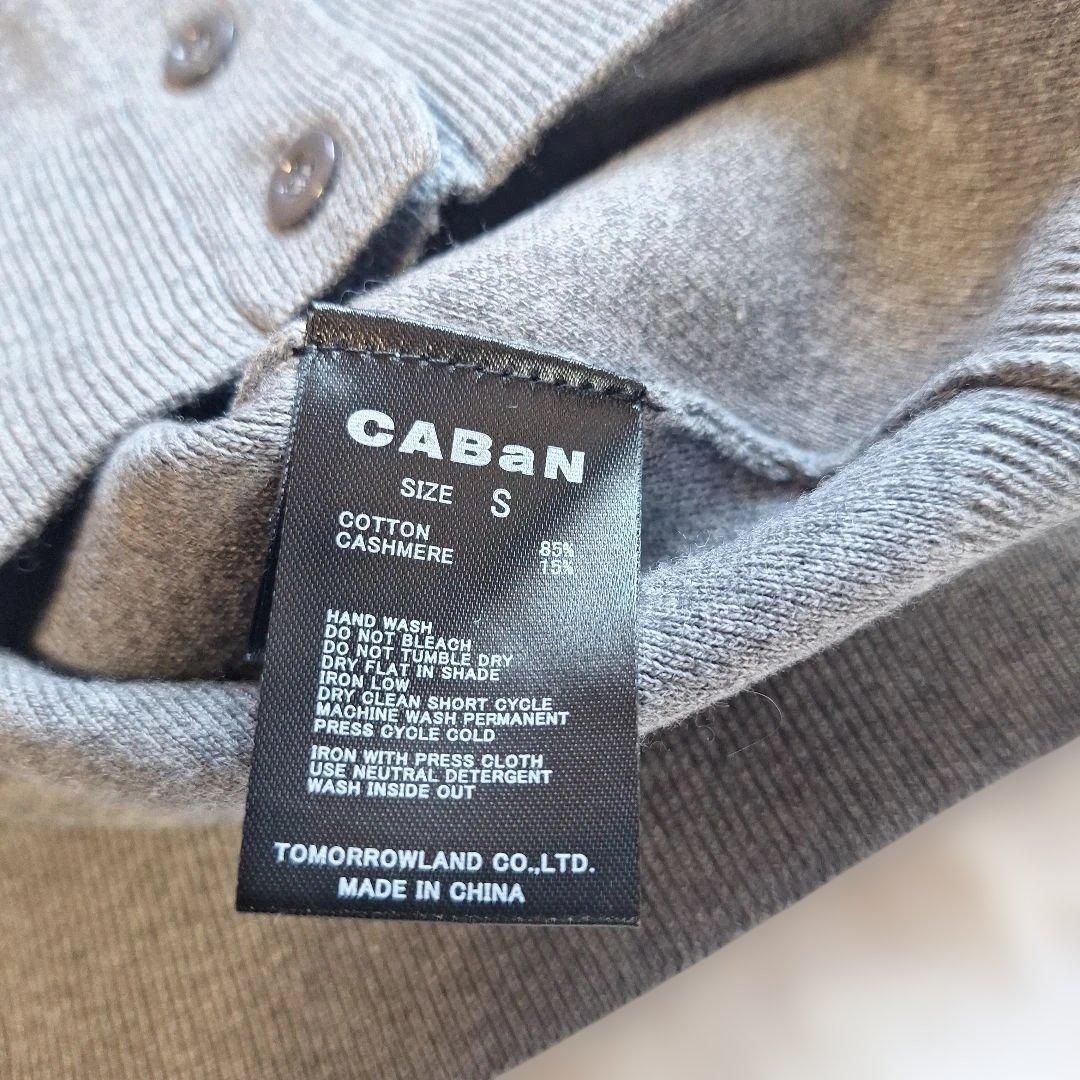 CABaN
SIZE S
COTTON 85%
CASHMERE 15%
HAND WASH
DO NOT BLEACH
DO NOT TUMBLE DRY
DRY FLAT IN SHADE
IRON LOW
DRY CLEAN SHORT CYCLE
MACHINE WASH PERMANENT
PRESS CYCLE COLD
IRON WITH PRESS CLOTH
USE NEUTRAL DETERGENT
WASH INSIDE OUT
TOMORROWLAND CO.,LTD.
MADE IN CHINA